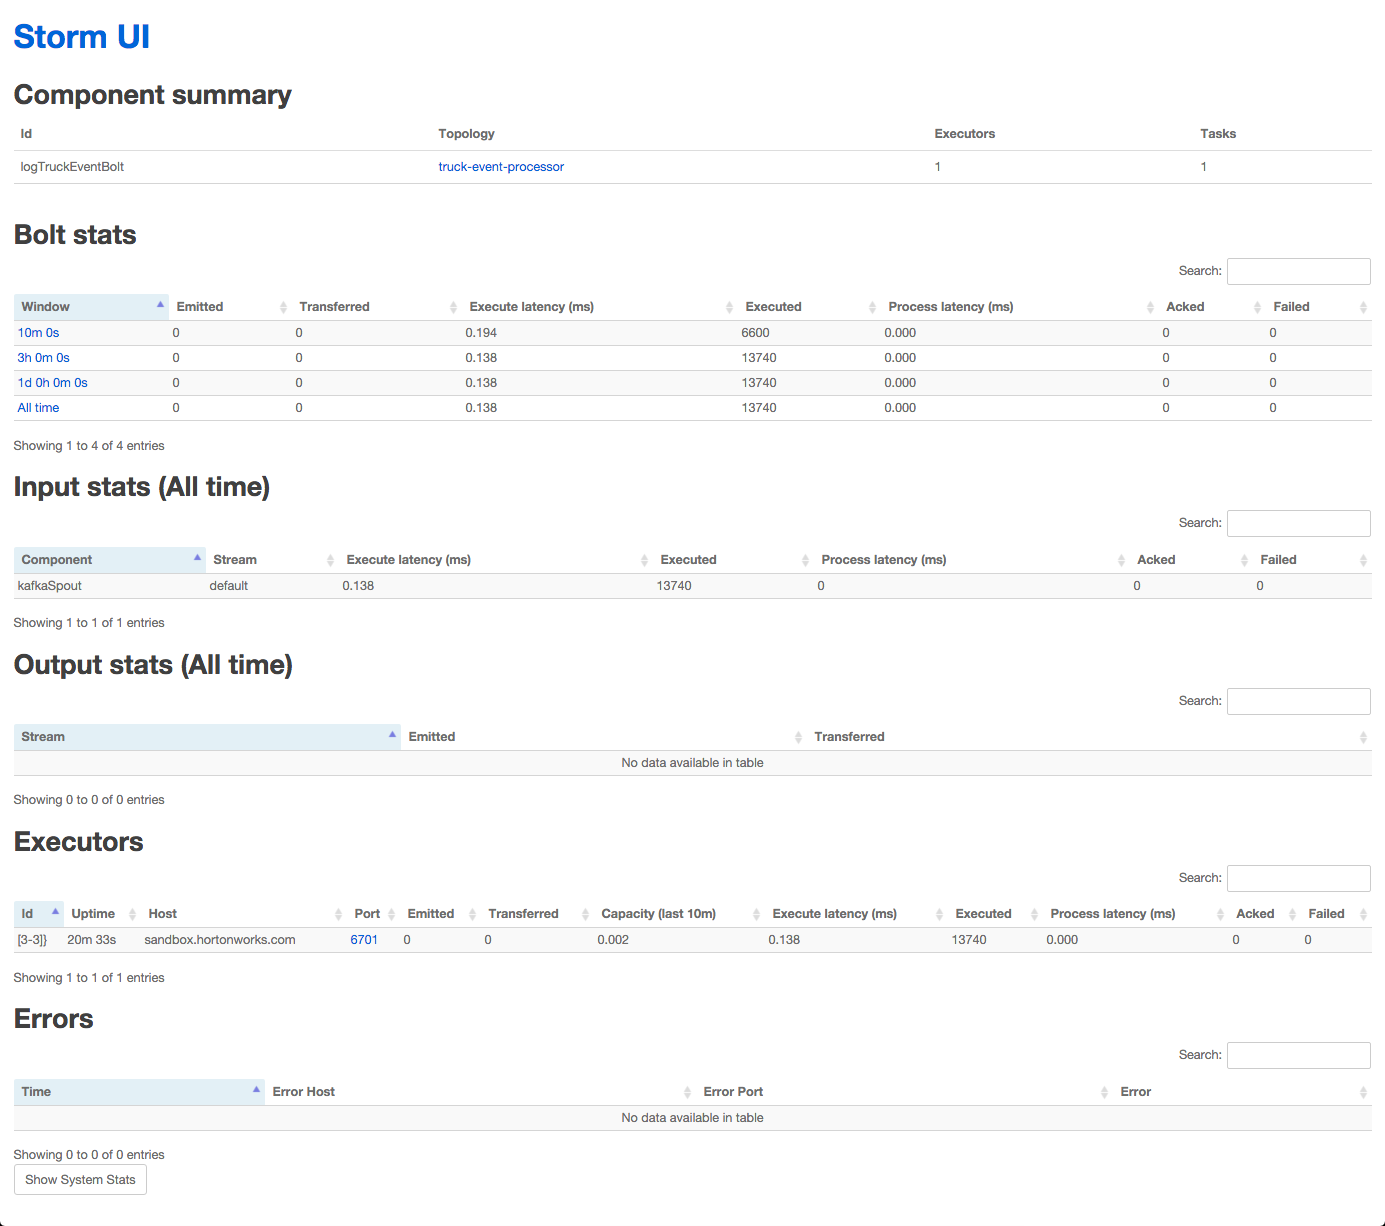 Storm UI
Component summary
Id Topology Executors Tasks
logTruckEventBolt truck-event-processor 1 1
Bolt stats
Search:
Window Emitted Transferred Execute latency (ms) Executed Process latency (ms) Acked Failed
10m 0s 0 0 0.194 6600 0.000 0 0
3h 0m 0s 0 0 0.138 13740 0.000 0 0
1d 0h 0m 0s 0 0 0.138 13740 0.000 0 0
All time 0 0 0.138 13740 0.000 0 0
Showing 1 to 4 of 4 entries
Input stats (All time)
Search:
Component Stream Execute latency (ms) Executed Process latency (ms) Acked Failed
kafkaSpout default 0.138 13740 0 0 0
Showing 1 to 1 of 1 entries
Output stats (All time)
Search:
Stream Emitted Transferred
No data available in table
Showing 0 to 0 of 0 entries
Executors
Search:
Id Uptime Host Port Emitted Transferred Capacity (last 10m) Execute latency (ms) Executed Process latency (ms) Acked Failed
[3-3]} 20m 33s sandbox.hortonworks.com 6701 0 0 0.002 0.138 13740 0.000 0 0
Showing 1 to 1 of 1 entries
Errors
Search:
Time Error Host Error Port Error
No data available in table
Showing 0 to 0 of 0 entries
Show System Stats